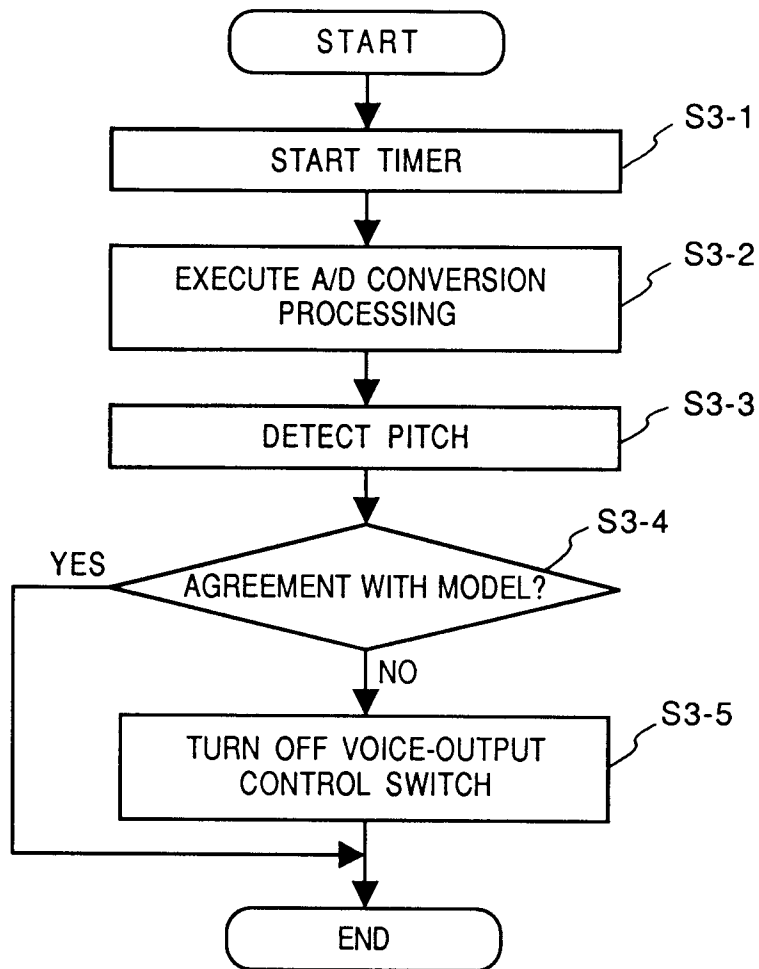 START
S3-1
START TIMER
S3-2
EXECUTE A/D CONVERSION
PROCESSING
S3-3
DETECT PITCH
S3-4
YES
AGREEMENT WITH MODEL?
NO
S3-5
TURN OFF VOICE-OUTPUT
CONTROL SWITCH
END